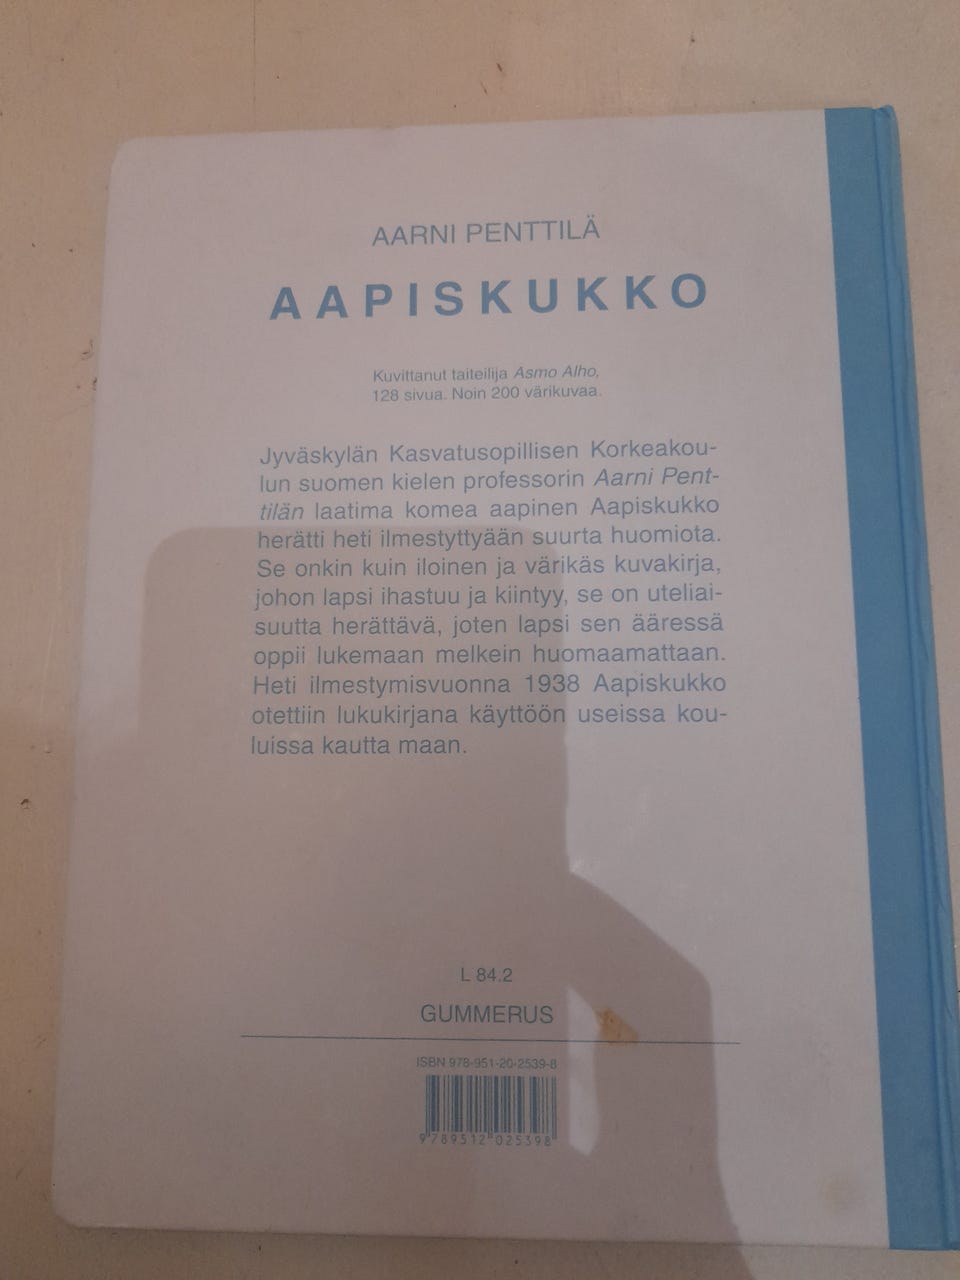 AARNI PENTTILÄ
AAPISKUKKO
Kuvittanut taiteilija Asmo Alho,
128 sivua. Noin 200 värikuvaa.
Jyväskylän Kasvatusopillisen Korkeakou-
lun suomen kielen professorin Aarni Pent-
tilän laatima komea aapinen Aapiskukko
herätti heti ilmestyttyään suurta huomiota.
Se onkin kuin iloinen ja värikäs kuvakirja,
johon lapsi ihastuu ja kiintyy, se on uteliai-
suutta herättävä, joten lapsi sen ääressä
oppii lukemaan melkein huomaamattaan.
Heti ilmestymisvuonna 1938 Aapiskukko
otettiin lukukirjana käyttöön useissa kou-
luissa kautta maan.
L 84.2
GUMMERUS
ISBN 978-951-20-2539-8
9 789512 025398